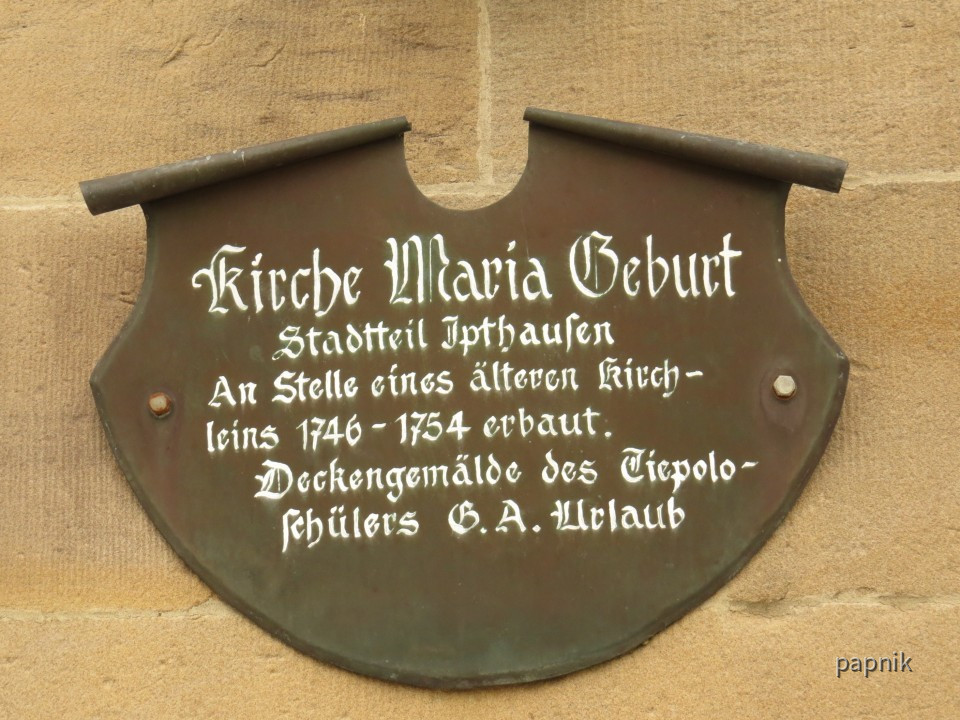 Kirche Maria Geburt
Stadtteil Ipthauſen
An Stelle eines älteren Kirch-
leins 1746-1754 erbaut.
Deckengemälde des Tiepolo-
ſchülers G.A. Urlaub
papnik